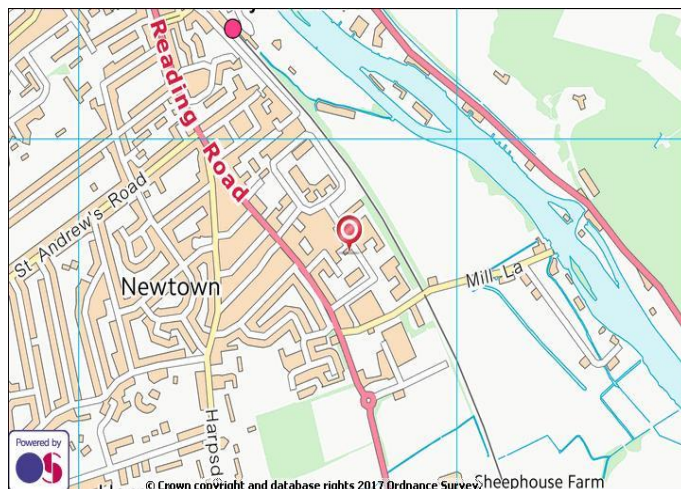 Reading Road
St Andrew's Road
Newtown
Mill La
Harpsd
Sheephouse Farm
Powered by
OS
© Crown copyright and database rights 2017 Ordnance Survey.